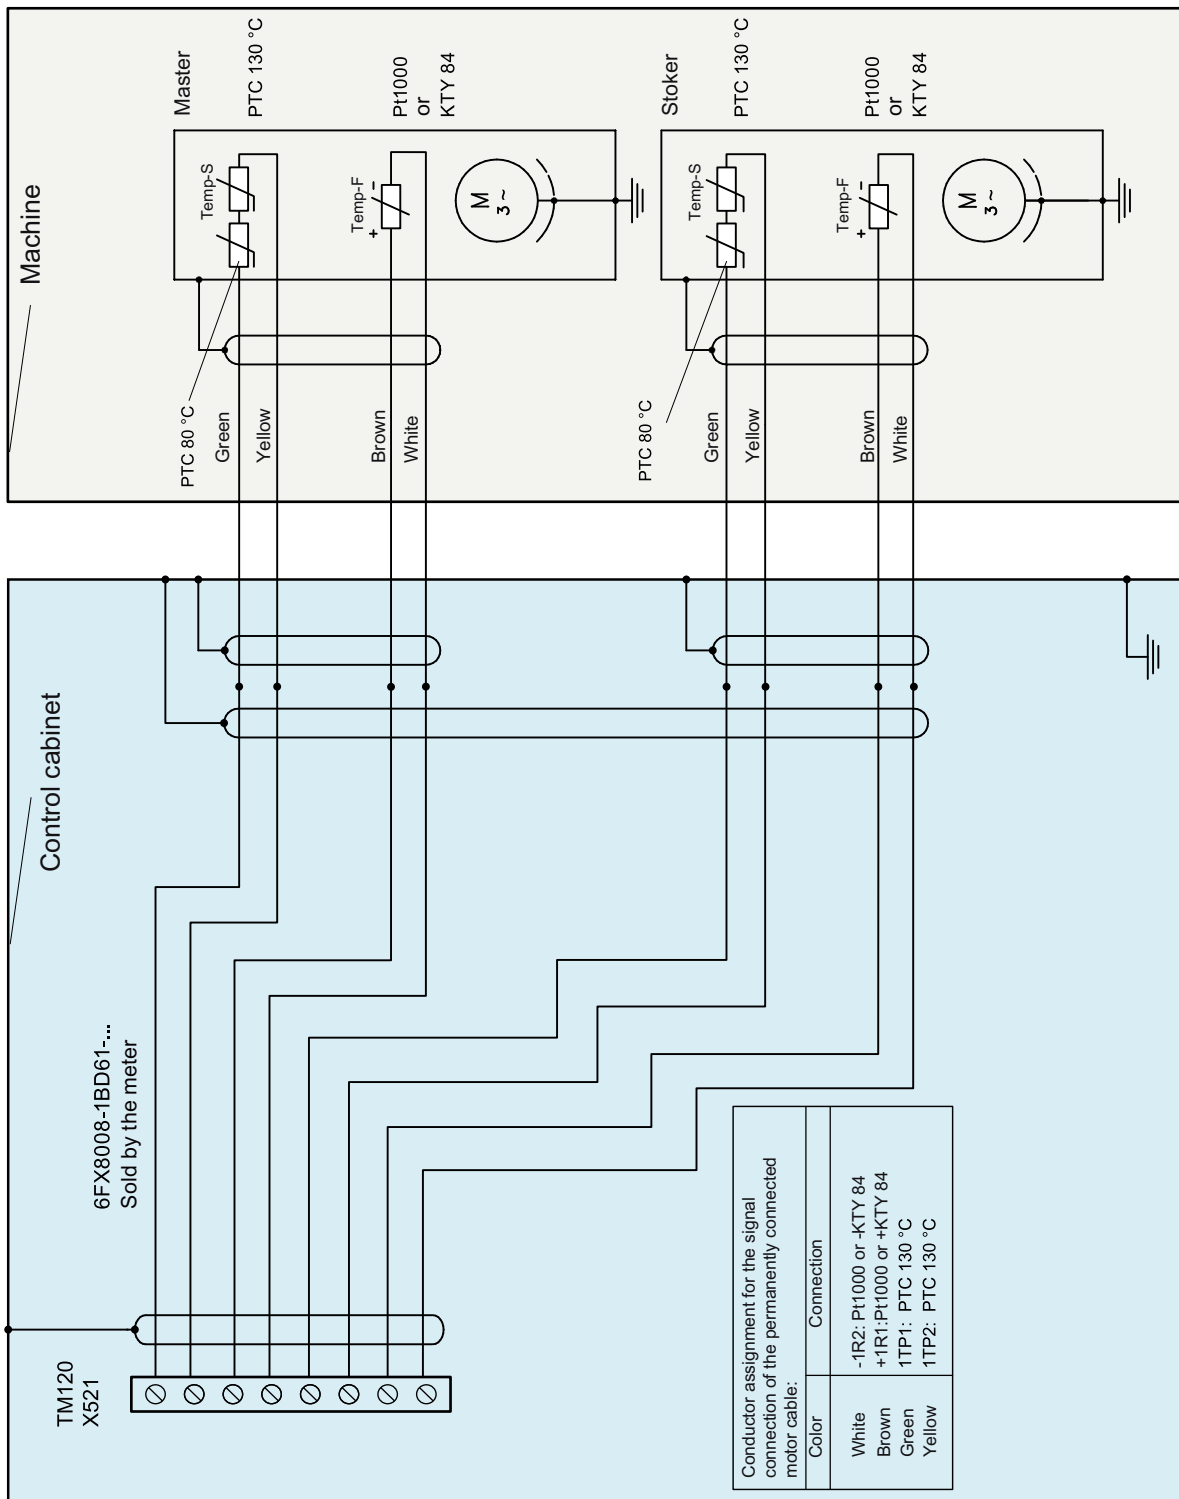 Machine
Master
PTC 130 °C
Temp-S
Pt1000
or
KTY 84
Temp-F
+
-
M
3 ~
PTC 80 °C
Green
Yellow
Brown
White
Stoker
PTC 130 °C
Temp-S
Pt1000
or
KTY 84
Temp-F
+
-
M
3 ~
PTC 80 °C
Green
Yellow
Brown
White
Control cabinet
6FX8008-1BD61-...
Sold by the meter
TM120
X521
Conductor assignment for the signal
connection of the permanently connected
motor cable:
Color Connection
White -1R2: Pt1000 or -KTY 84
Brown +1R1:Pt1000 or +KTY 84
Green 1TP1: PTC 130 °C
Yellow 1TP2: PTC 130 °C